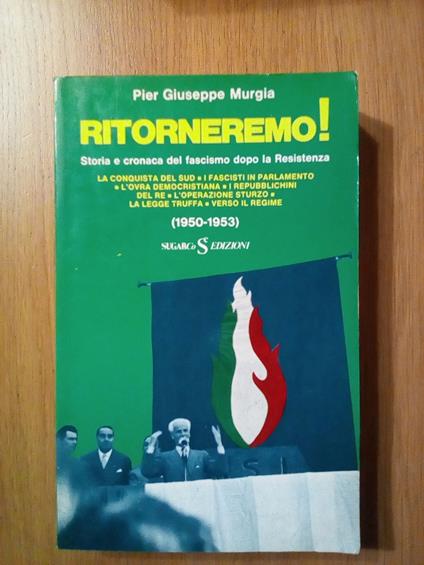 Pier Giuseppe Murgia
RITORNEREMO!
Storia e cronaca del fascismo dopo la Resistenza
LA CONQUISTA DEL SUD ■ I FASCISTI IN PARLAMENTO
■ L'OVRA DEMOCRISTIANA ■ I REPUBBLICHINI
DEL RE ■ L'OPERAZIONE STURZO ■
LA LEGGE TRUFFA ■ VERSO IL REGIME
(1950-1953)
SUGARCo EDIZIONI